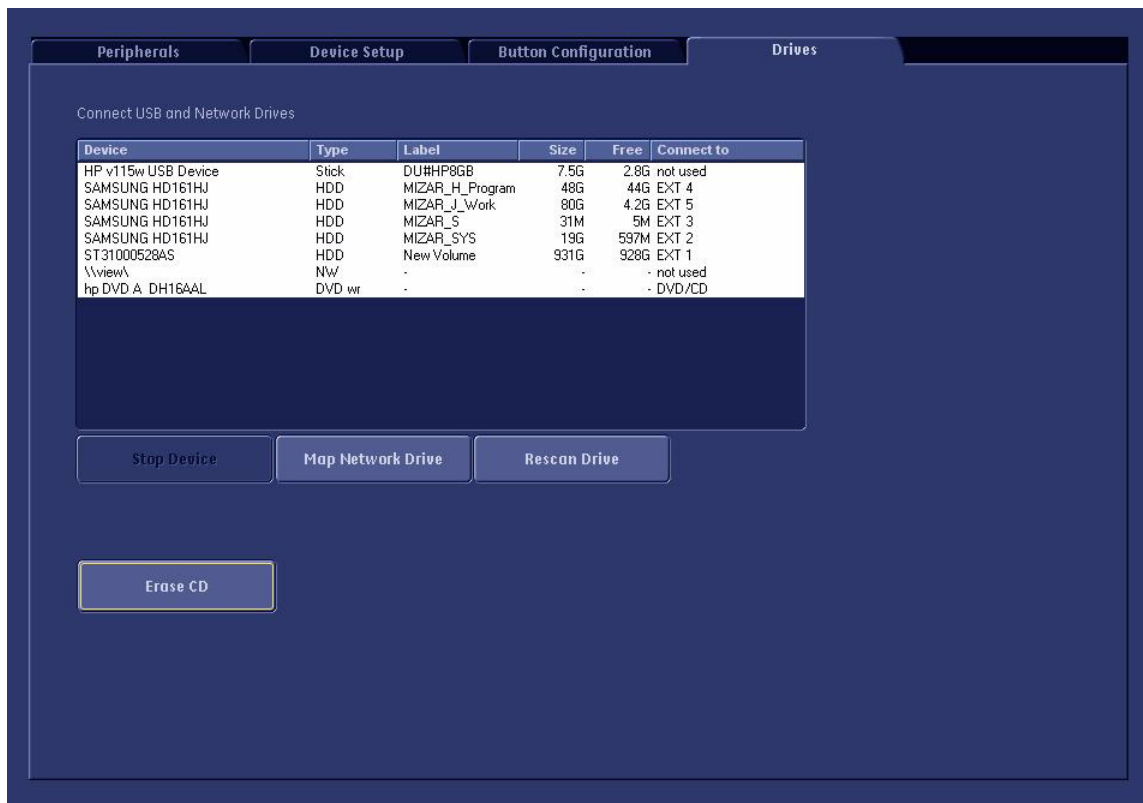 Peripherals Device Setup Button Configuration Drives
Connect USB and Network Drives
Device Type Label Size Free Connect to
HP v115w USB Device Stick DU#HP8GB 7.5G 2.8G not used
SAMSUNG HD161HJ HDD MIZAR_H_Program 48G 44G EXT 4
SAMSUNG HD161HJ HDD MIZAR_J_Work 80G 4.2G EXT 5
SAMSUNG HD161HJ HDD MIZAR_S 31M 5M EXT 3
SAMSUNG HD161HJ HDD MIZAR_SYS 19G 597M EXT 2
ST31000528AS HDD New Volume 931G 928G EXT 1
\\view\ NW - - - not used
hp DVD A DH16AAL DVD wr - - - DVD/CD
Stop Device Map Network Drive Rescan Drive
Erase CD